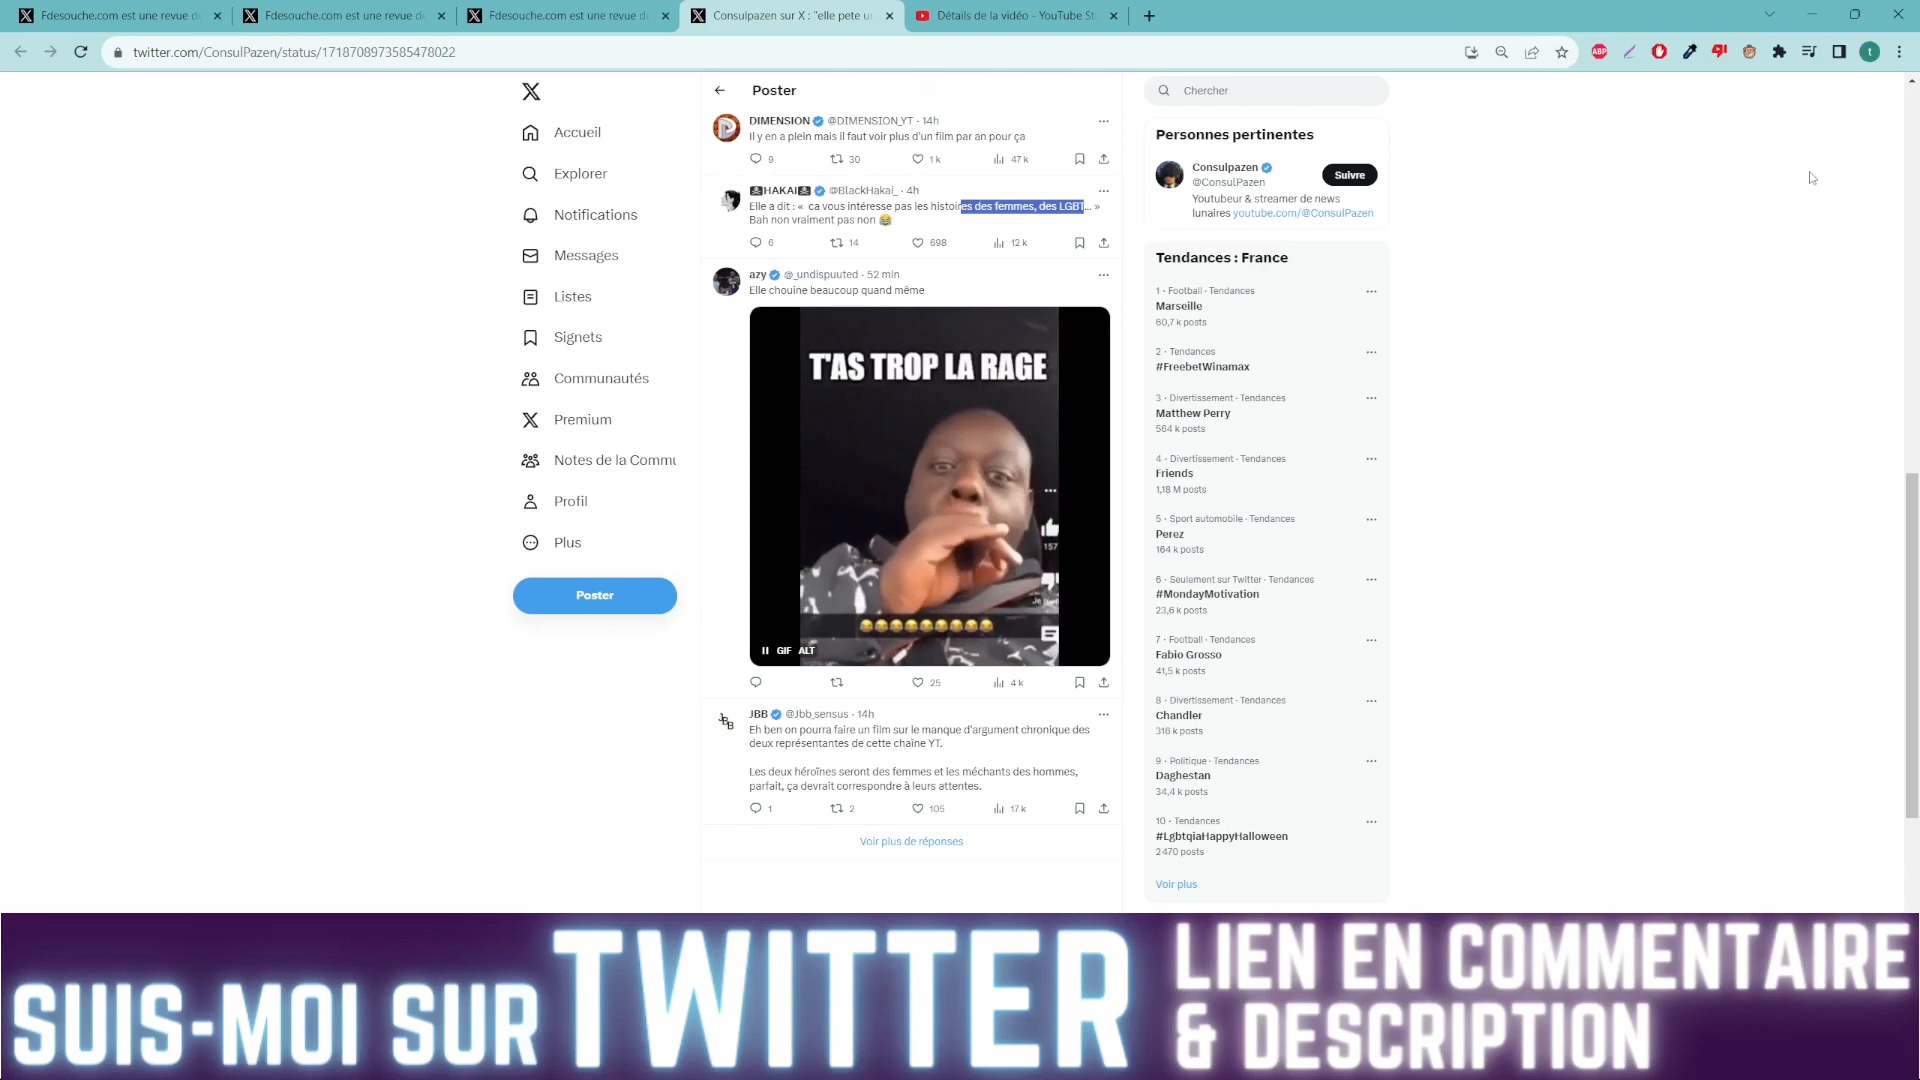 Fdesouche.com est une revue de
Fdesouche.com est une revue de
Fdesouche.com est une revue de
Consulpazen sur X : "elle pete un
Détails de la vidéo - YouTube St
twitter.com/ConsulPazen/status/1718708973585478022
ABP
t
Accueil
Explorer
Notifications
Messages
Listes
Signets
Communautés
Premium
Notes de la Commu
Profil
Plus
Poster
Poster
DIMENSION @DIMENSION_YT · 14h
Il y en a plein mais il faut voir plus d'un film par an pour ça
9 30 1 k 47 k
HAKAI @BlackHakai_ · 4h
Elle a dit : « ca vous intéresse pas les histoires des femmes, des LGBT... »
Bah non vraiment pas non 😂
6 14 698 12 k
azy @_undispuuted · 52 min
Elle chouine beaucoup quand même
T'AS TROP LA RAGE
157
😂😂😂😂😂😂😂😂😂
GIF ALT
25 4 k
JBB @Jbb_sensus · 14h
Eh ben on pourra faire un film sur le manque d'argument chronique des
deux représentantes de cette chaîne YT.
Les deux héroïnes seront des femmes et les méchants des hommes,
parfait, ça devrait correspondre à leurs attentes.
1 2 105 17 k
Voir plus de réponses
Chercher
Personnes pertinentes
Consulpazen
@ConsulPazen
Suivre
Youtubeur & streamer de news
lunaires youtube.com/@ConsulPazen
Tendances : France
1 · Football · Tendances
Marseille
60,7 k posts
2 · Tendances
#FreebetWinamax
3 · Divertissement · Tendances
Matthew Perry
564 k posts
4 · Divertissement · Tendances
Friends
1,18 M posts
5 · Sport automobile · Tendances
Perez
164 k posts
6 · Seulement sur Twitter · Tendances
#MondayMotivation
23,6 k posts
7 · Football · Tendances
Fabio Grosso
41,5 k posts
8 · Divertissement · Tendances
Chandler
316 k posts
9 · Politique · Tendances
Daghestan
34,4 k posts
10 · Tendances
#LgbtqiaHappyHalloween
2 470 posts
Voir plus
SUIS-MOI SUR TWITTER
LIEN EN COMMENTAIRE
& DESCRIPTION